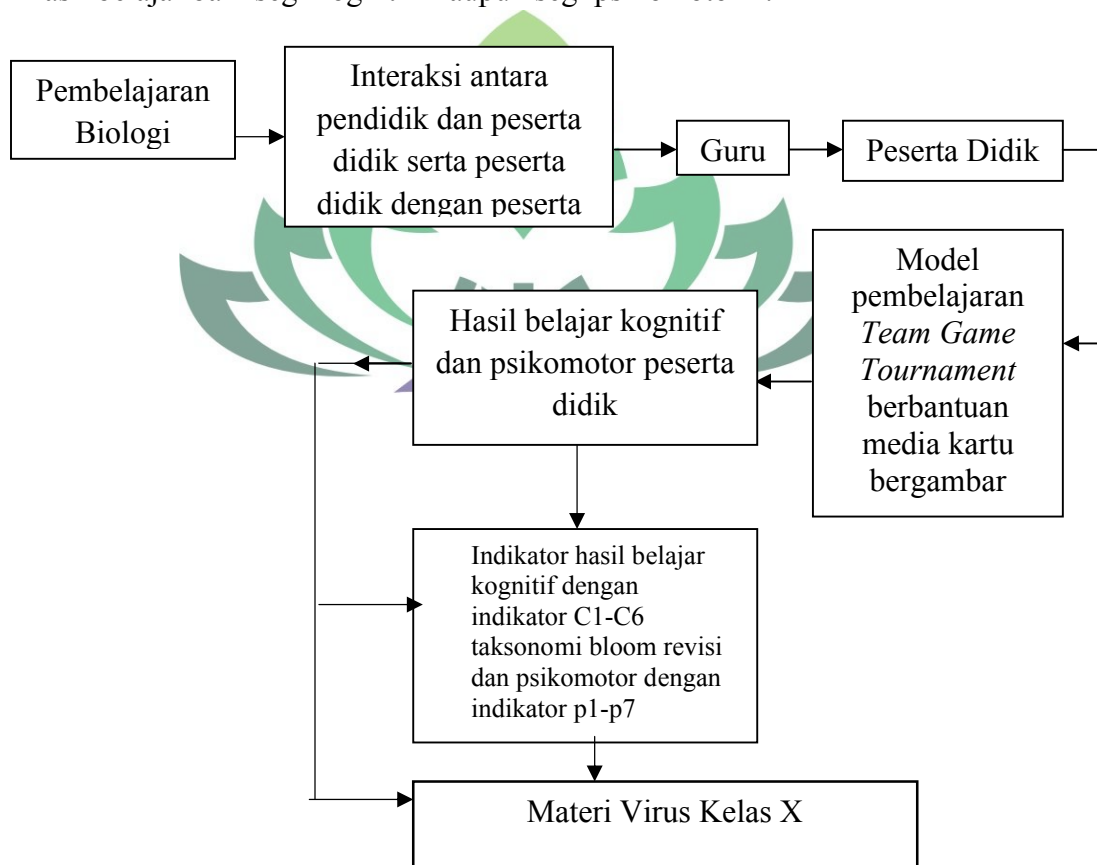 Pembelajaran
Biologi
Interaksi antara
pendidik dan peserta
didik serta peserta
didik dengan peserta
Guru
Peserta Didik
Model
pembelajaran
Team Game
Tournament
berbantuan
media kartu
bergambar
Hasil belajar kognitif
dan psikomotor peserta
didik
Indikator hasil belajar
kognitif dengan
indikator C1-C6
taksonomi bloom revisi
dan psikomotor dengan
indikator p1-p7
Materi Virus Kelas X